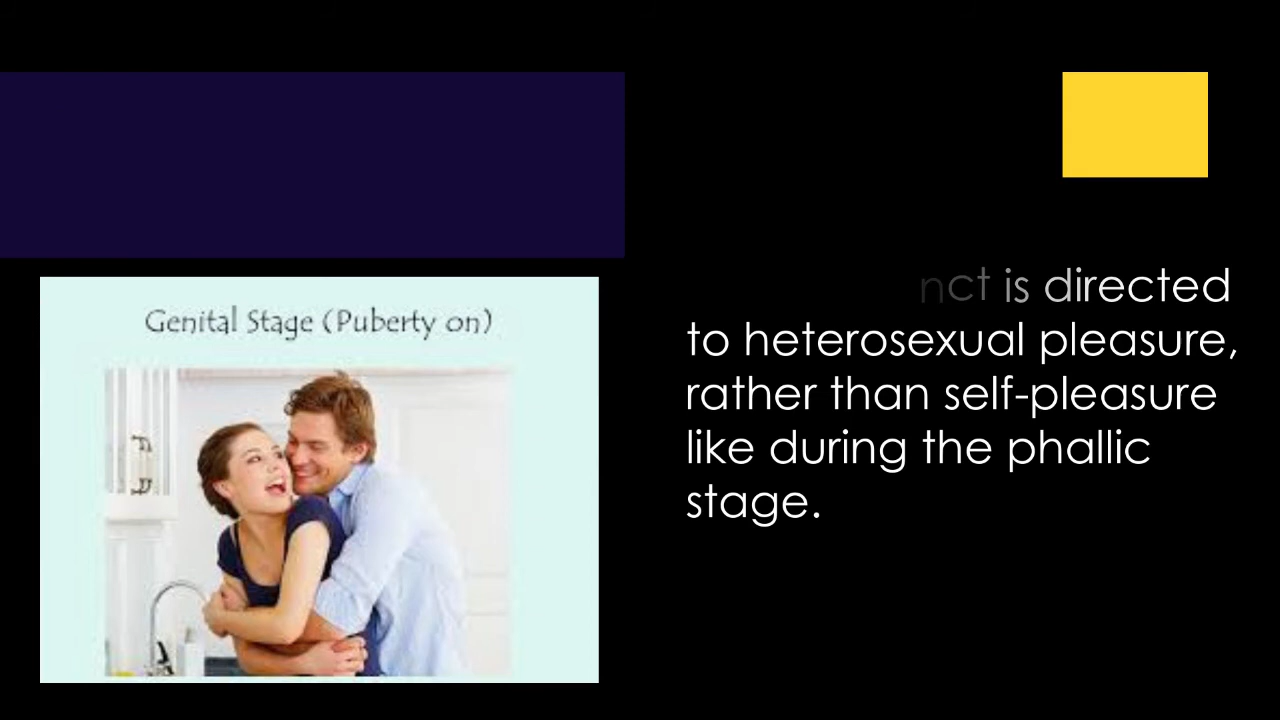 Genital Stage (Puberty on)
nct is directed
to heterosexual pleasure,
rather than self-pleasure
like during the phallic
stage.